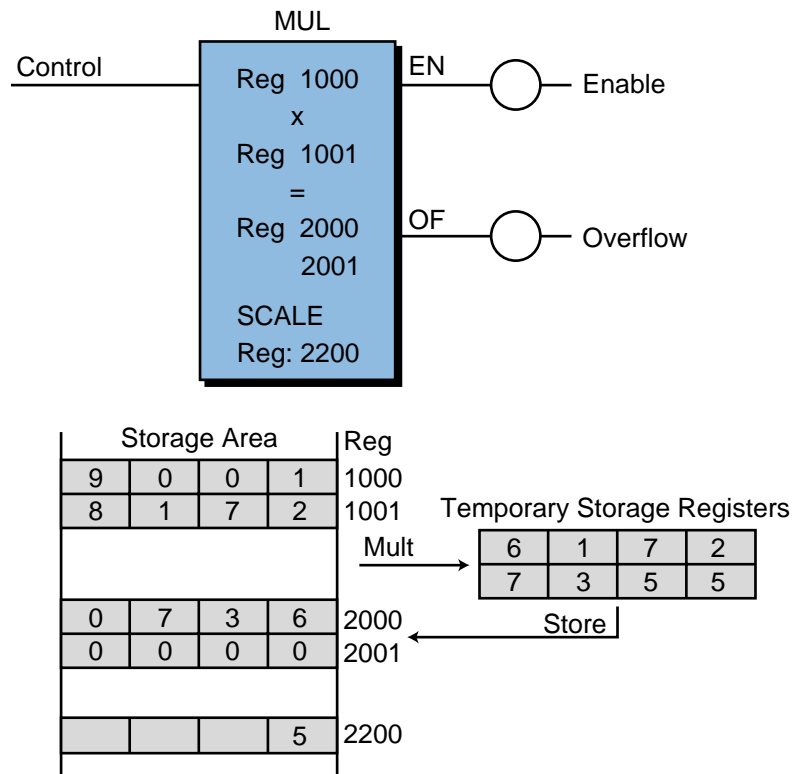 MUL
Control
EN
Enable
Reg 1000
x
Reg 1001
=
Reg 2000
2001
OF
Overflow
SCALE
Reg: 2200
Storage Area
Reg
9 0 0 1 1000
8 1 7 2 1001
Temporary Storage Registers
Mult
6 1 7 2
7 3 5 5
0 7 3 6 2000
0 0 0 0 2001
Store
5 2200